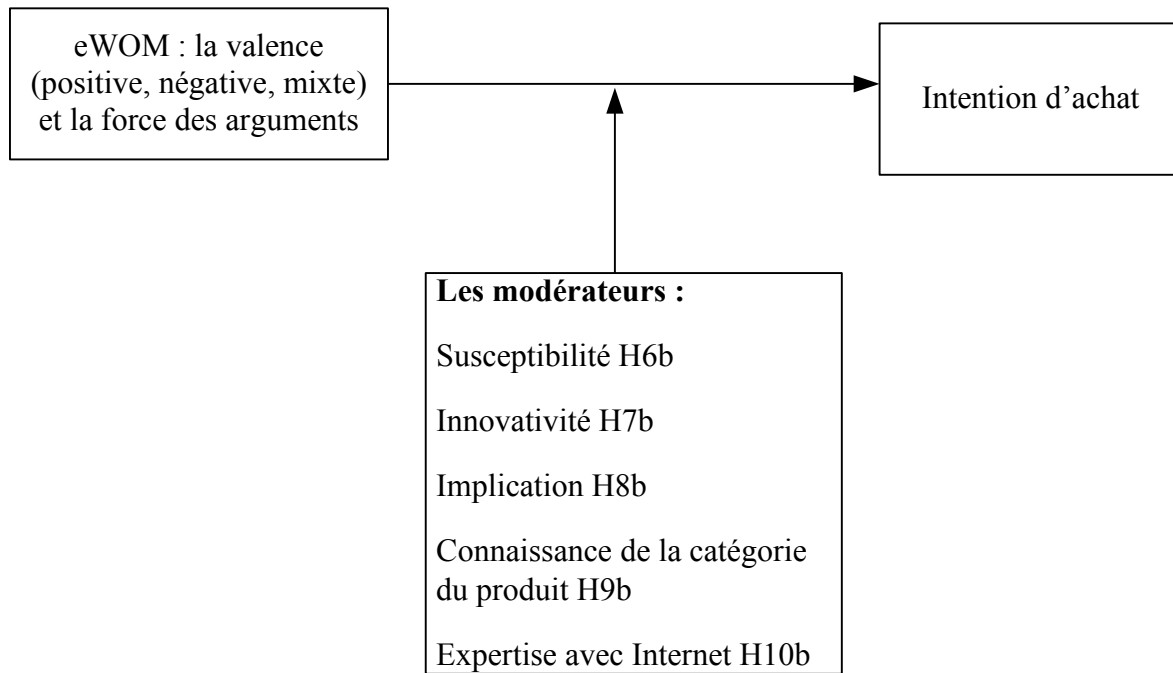 eWOM : la valence
(positive, négative, mixte)
et la force des arguments
Intention d’achat
Les modérateurs :
Susceptibilité H6b
Innovativité H7b
Implication H8b
Connaissance de la catégorie
du produit H9b
Expertise avec Internet H10b